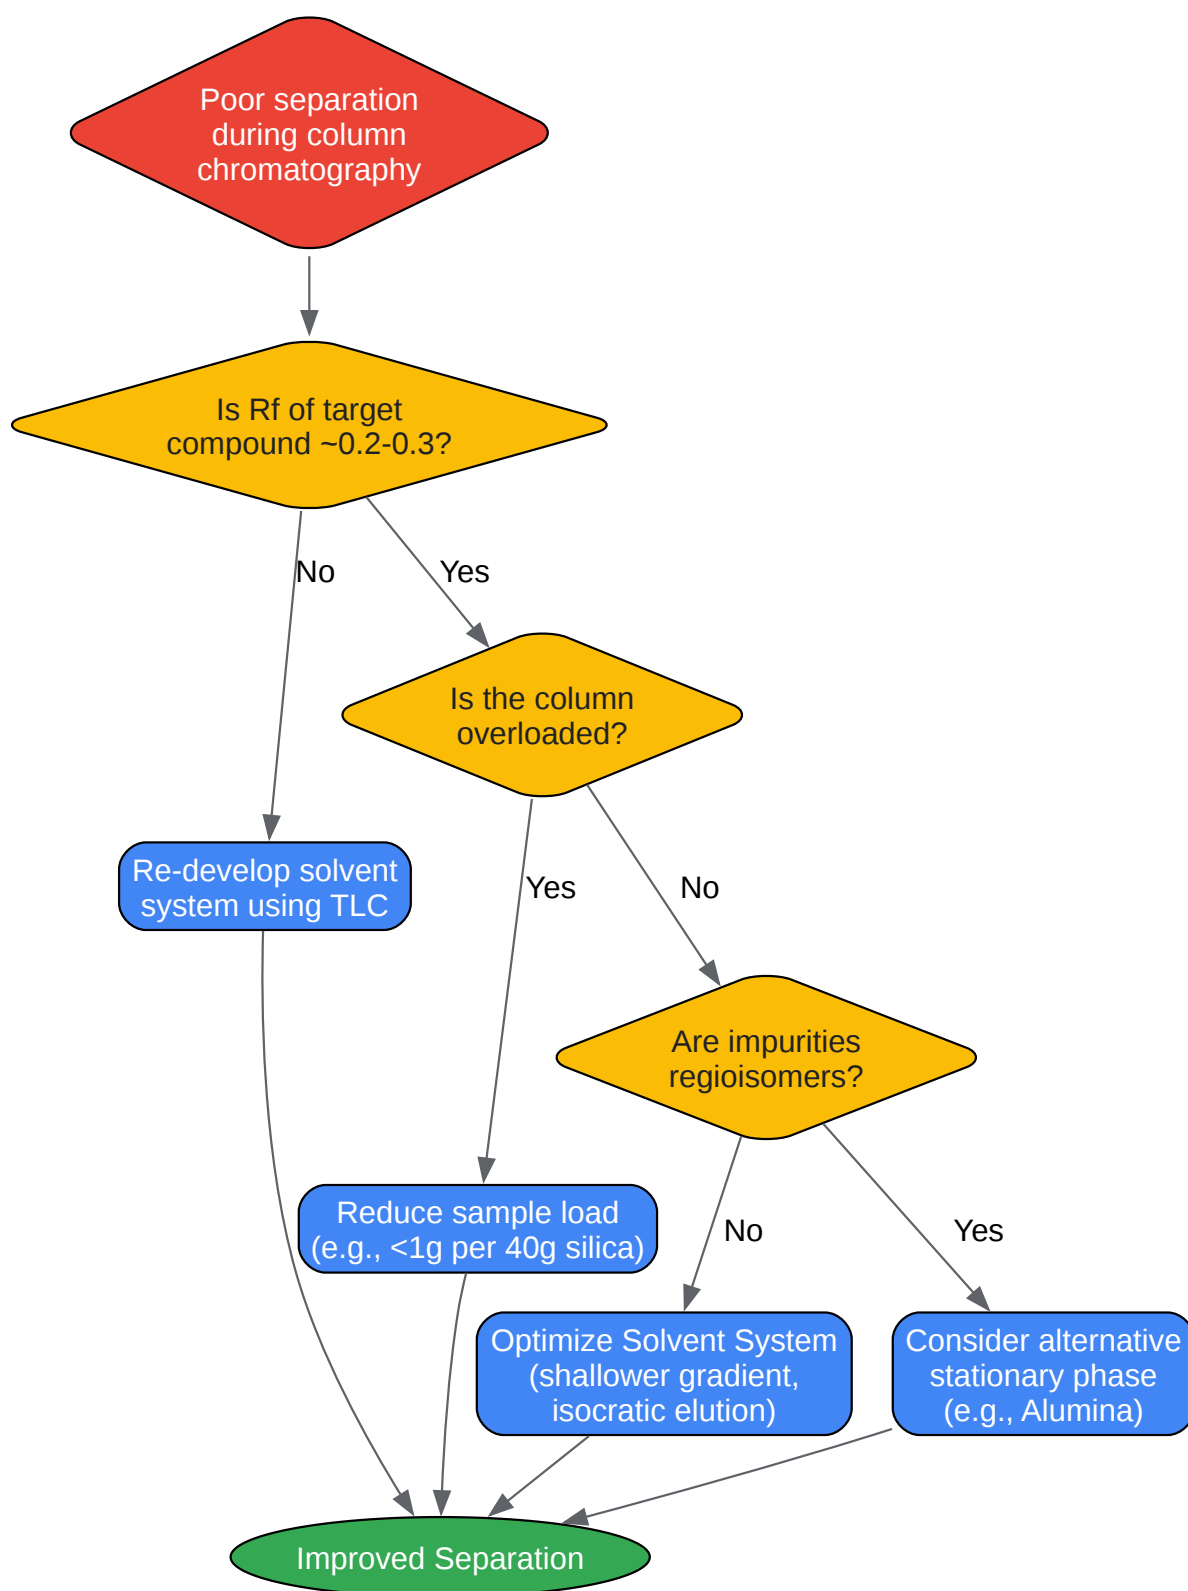 Poor separation
during column
chromatography
Is Rf of target
compound ~0.2-0.3?
No
Yes
Is the column
overloaded?
Re-develop solvent
system using TLC
Yes
No
Are impurities
regioisomers?
Reduce sample load
(e.g., <1g per 40g silica)
No
Yes
Optimize Solvent System
(shallower gradient,
isocratic elution)
Consider alternative
stationary phase
(e.g., Alumina)
Improved Separation